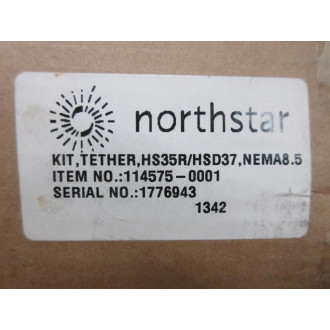 northstar
KIT,TETHER,HS35R/HSD37,NEMA8.5
ITEM NO.:114575-0001
SERIAL NO.:1776943
1342